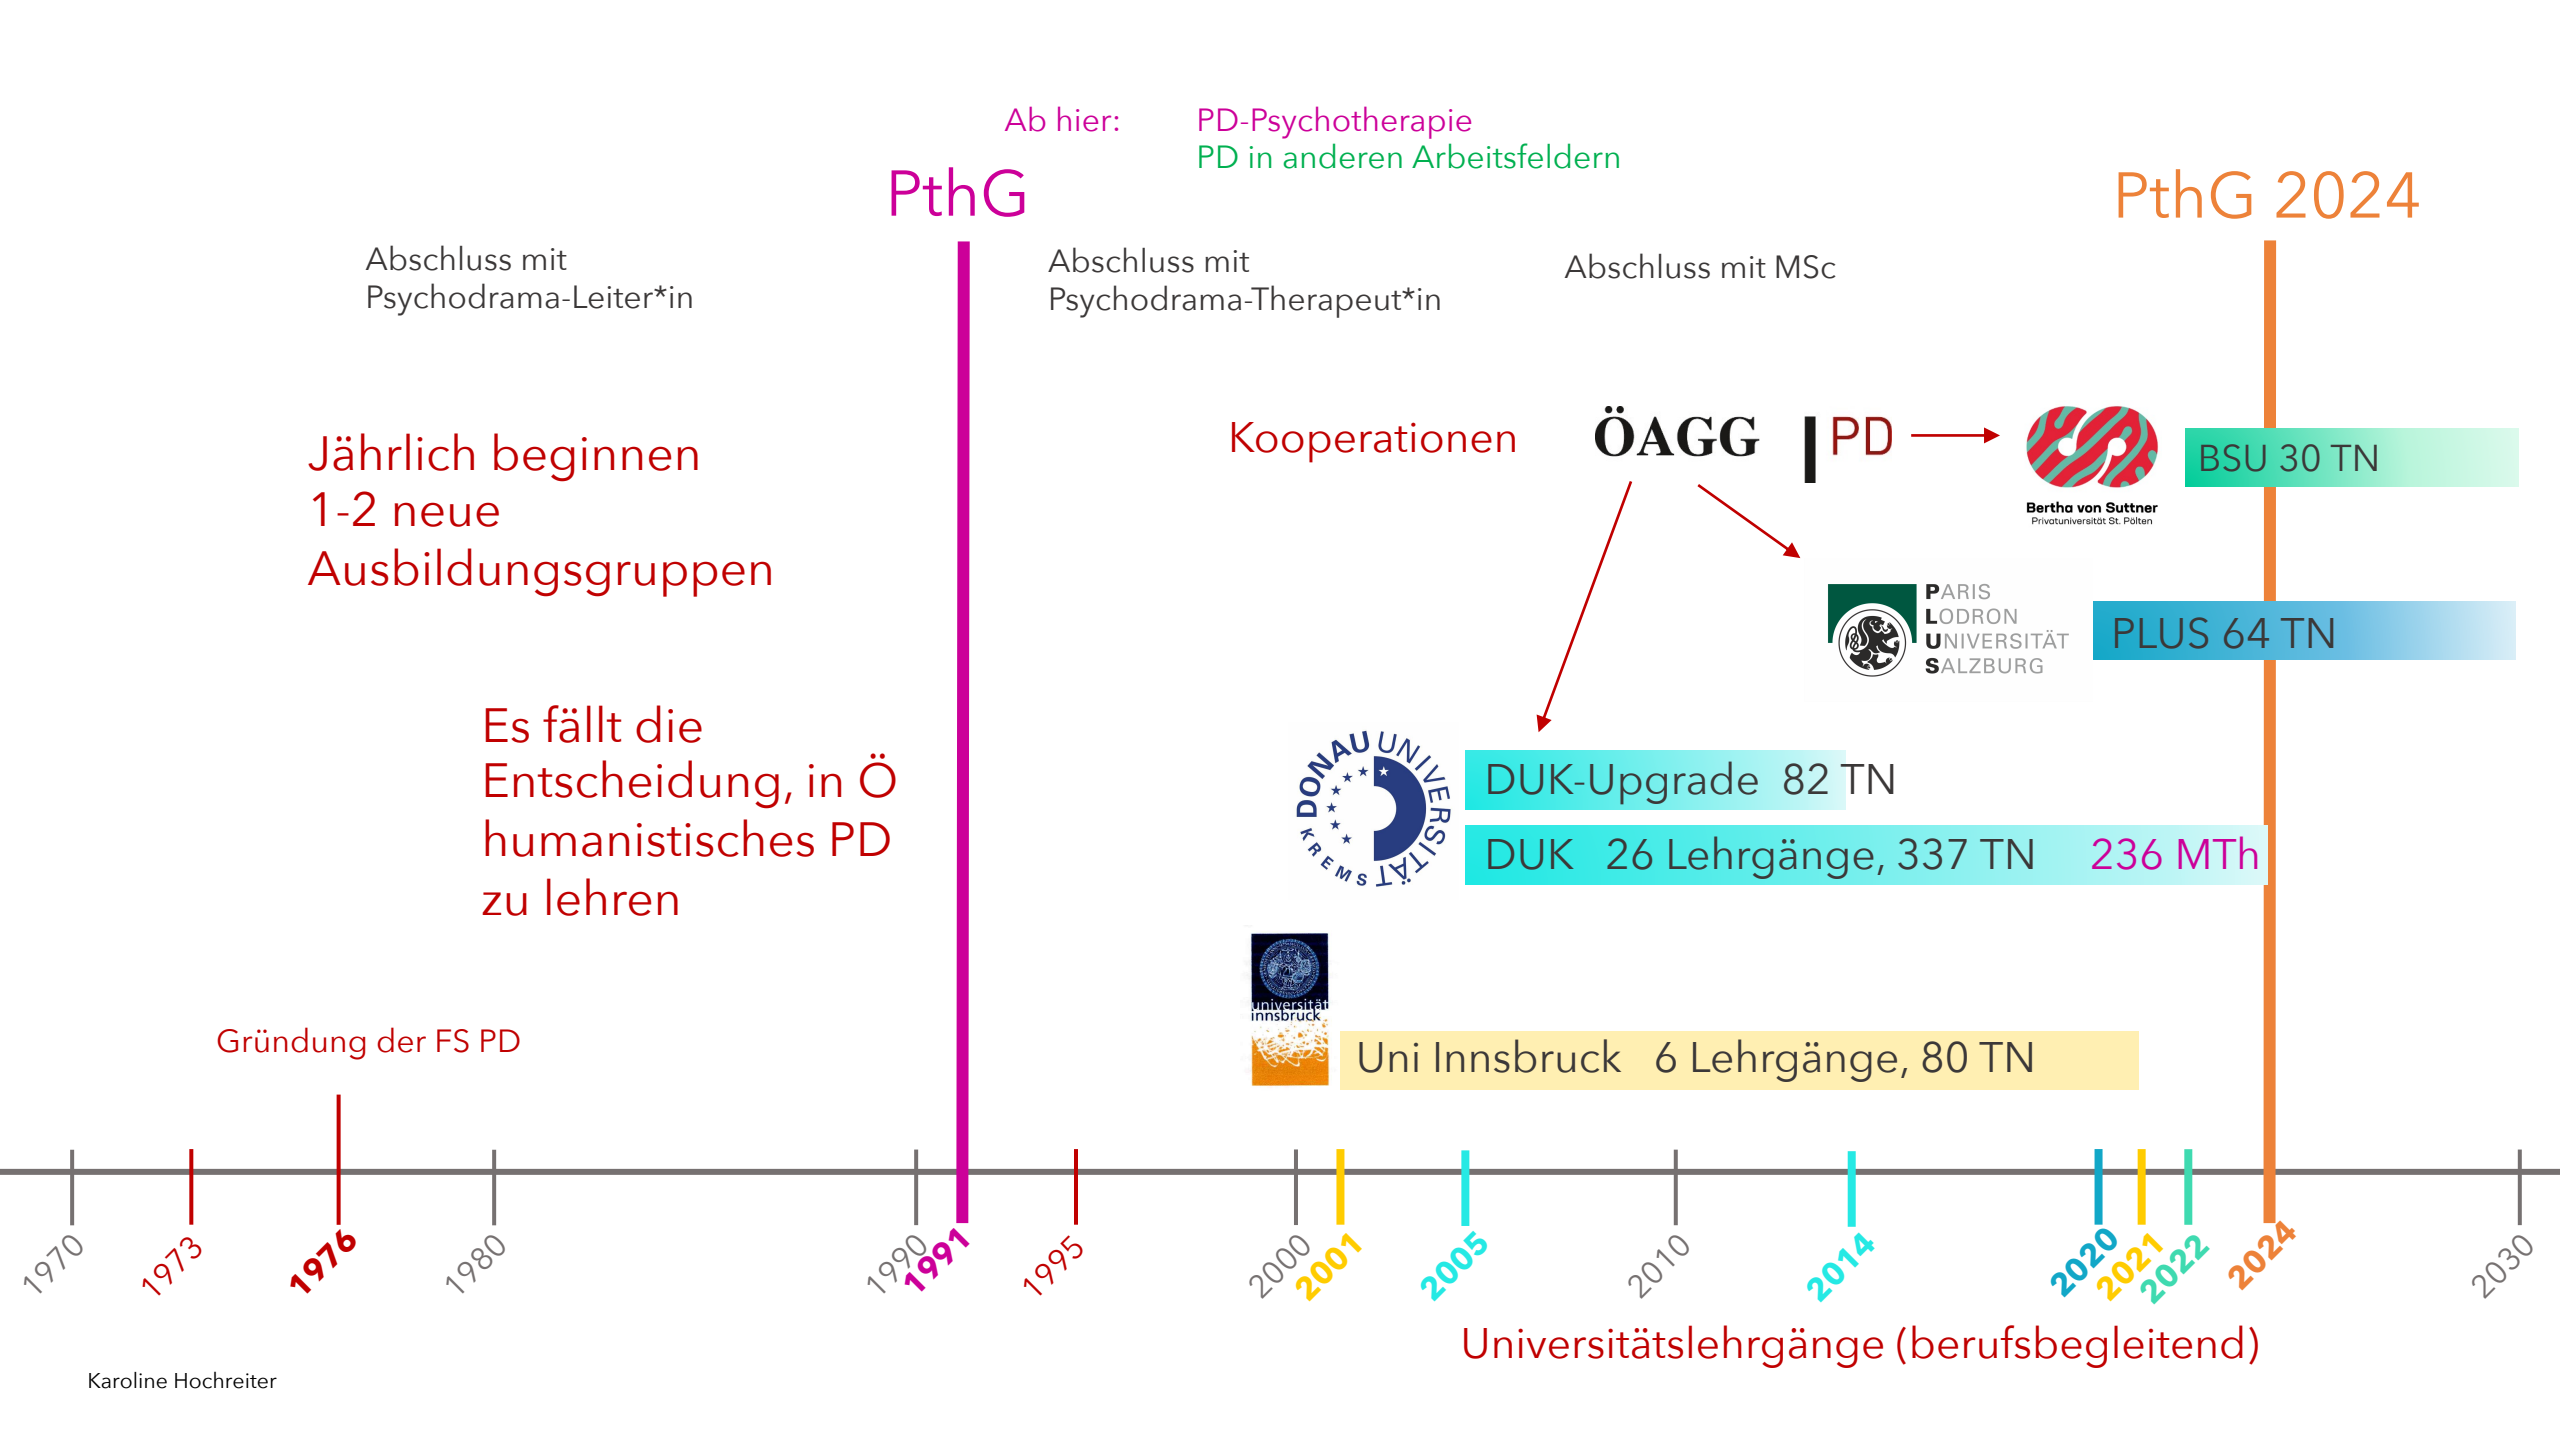 Ab hier: PD-Psychotherapie
PD in anderen Arbeitsfeldern
PthG
PthG 2024
Abschluss mit
Psychodrama-Leiter*in
Abschluss mit
Psychodrama-Therapeut*in
Abschluss mit MSc
Jährlich beginnen
1-2 neue
Ausbildungsgruppen
Kooperationen
ÖAGG
PD
Bertha von Suttner
Privatuniversität St. Pölten
BSU 30 TN
PARIS
LODRON
UNIVERSITÄT
SALZBURG
PLUS 64 TN
Es fällt die
Entscheidung, in Ö
humanistisches PD
zu lehren
DONAU UNIVERSITÄT
KREMS
DUK-Upgrade 82 TN
DUK 26 Lehrgänge, 337 TN 236 MTh
universität
innsbruck
Uni Innsbruck 6 Lehrgänge, 80 TN
Gründung der FS PD
1970
1973
1976
1980
1990
1991
1995
2000
2001
2005
2010
2014
2020
2021
2022
2024
2030
Universitätslehrgänge (berufsbegleitend)
Karoline Hochreiter